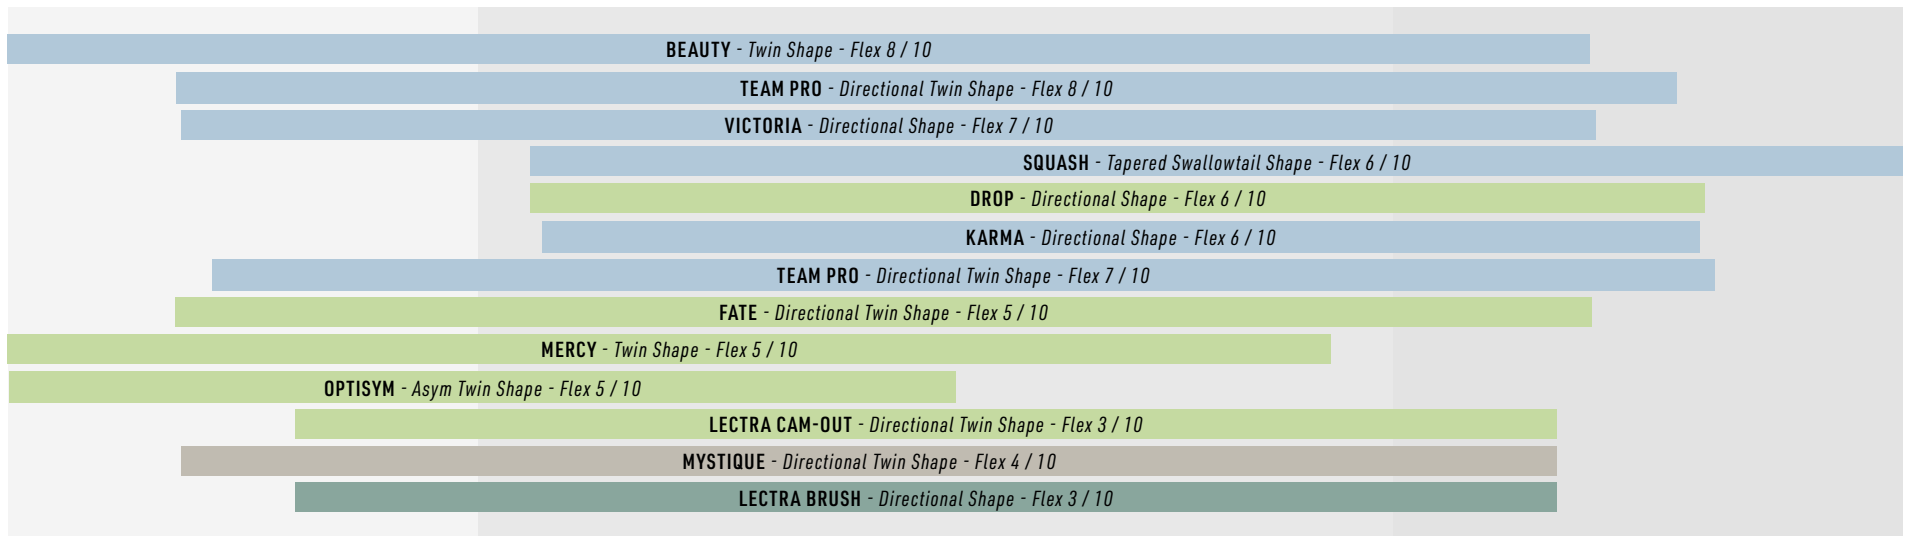 BEAUTY - Twin Shape - Flex 8 / 10
TEAM PRO - Directional Twin Shape - Flex 8 / 10
VICTORIA - Directional Shape - Flex 7 / 10
SQUASH - Tapered Swallowtail Shape - Flex 6 / 10
DROP - Directional Shape - Flex 6 / 10
KARMA - Directional Shape - Flex 6 / 10
TEAM PRO - Directional Twin Shape - Flex 7 / 10
FATE - Directional Twin Shape - Flex 5 / 10
MERCY - Twin Shape - Flex 5 / 10
OPTISYM - Asym Twin Shape - Flex 5 / 10
LECTRA CAM-OUT - Directional Twin Shape - Flex 3 / 10
MYSTIQUE - Directional Twin Shape - Flex 4 / 10
LECTRA BRUSH - Directional Shape - Flex 3 / 10